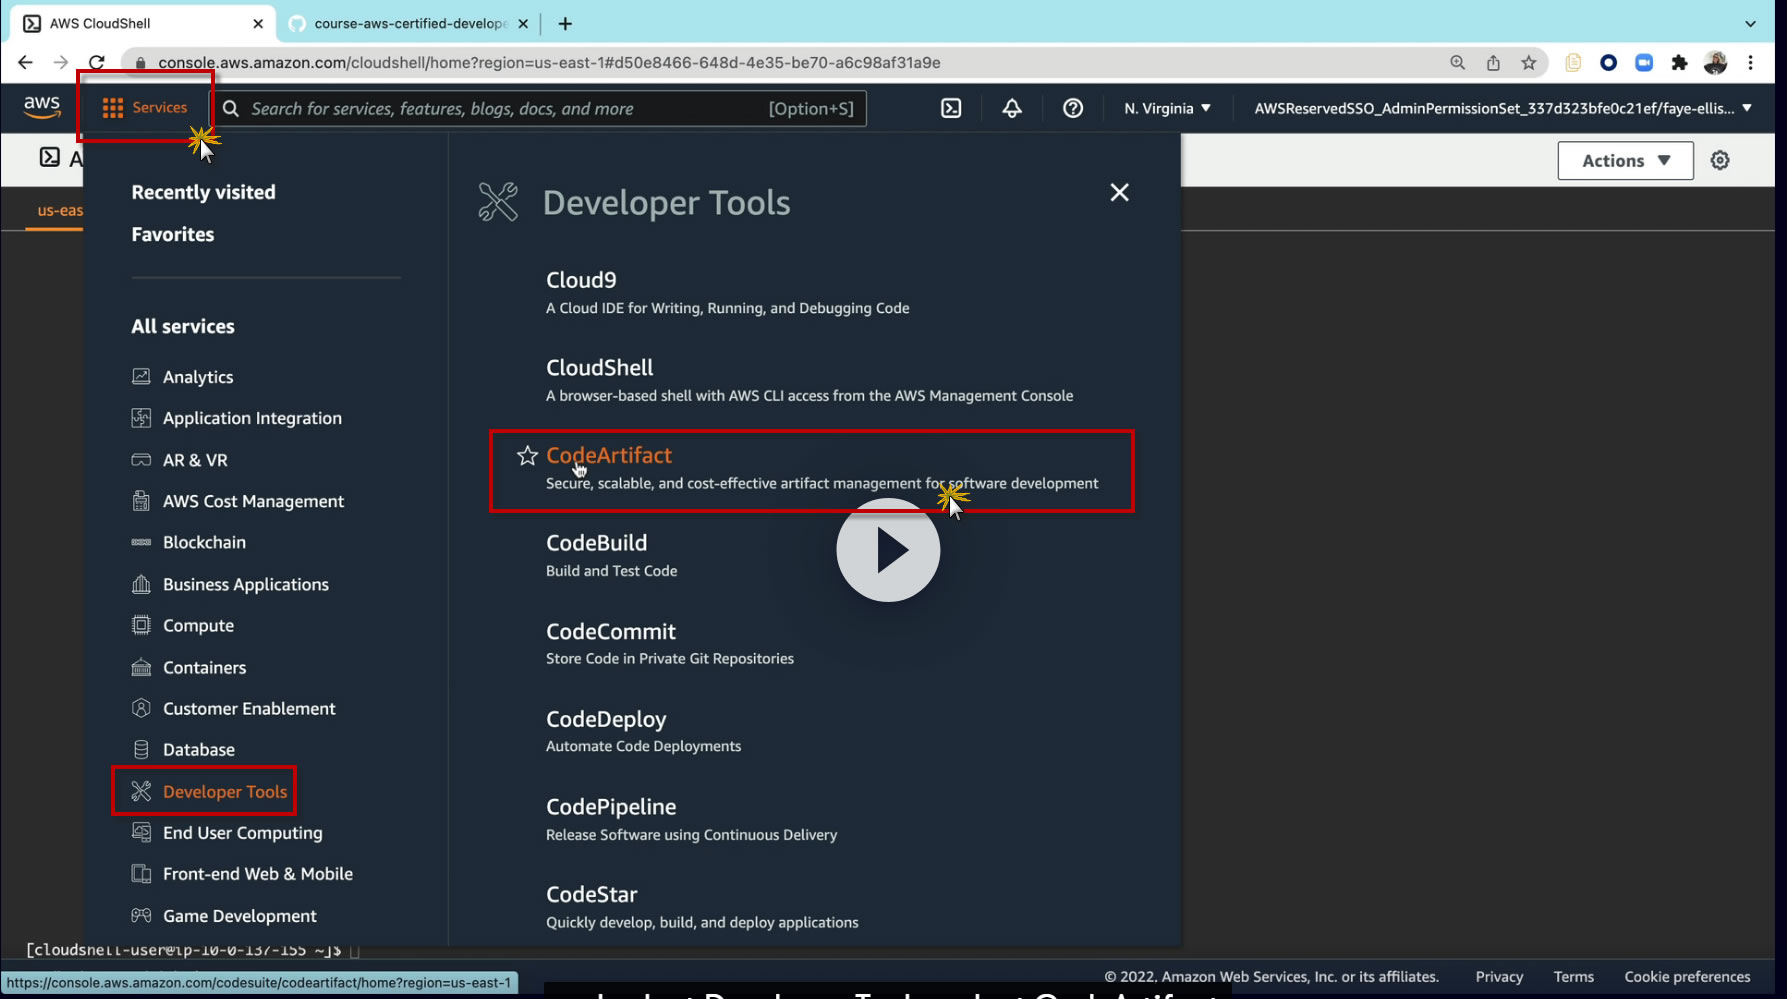 AWS CloudShell
course-aws-certified-develope
console.aws.amazon.com/cloudshell/home?region=us-east-1#d50e8466-648d-4e35-be70-a6c98af31a9e
aws
Services
Search for services, features, blogs, docs, and more
[Option+S]
N. Virginia
AWSReservedSSO_AdminPermissionSet_337d323bfe0c21ef/faye-ellis...
A
Actions
us-eas
Recently visited
Favorites
All services
Analytics
Application Integration
AR & VR
AWS Cost Management
Blockchain
Business Applications
Compute
Containers
Customer Enablement
Database
Developer Tools
End User Computing
Front-end Web & Mobile
Game Development
Developer Tools
Cloud9
A Cloud IDE for Writing, Running, and Debugging Code
CloudShell
A browser-based shell with AWS CLI access from the AWS Management Console
CodeArtifact
Secure, scalable, and cost-effective artifact management for software development
CodeBuild
Build and Test Code
CodeCommit
Store Code in Private Git Repositories
CodeDeploy
Automate Code Deployments
CodePipeline
Release Software using Continuous Delivery
CodeStar
Quickly develop, build, and deploy applications
[cloudshell-user@ip-10-0-137-155 ~]$
https://console.aws.amazon.com/codesuite/codeartifact/home?region=us-east-1
© 2022, Amazon Web Services, Inc. or its affiliates.
Privacy
Terms
Cookie preferences